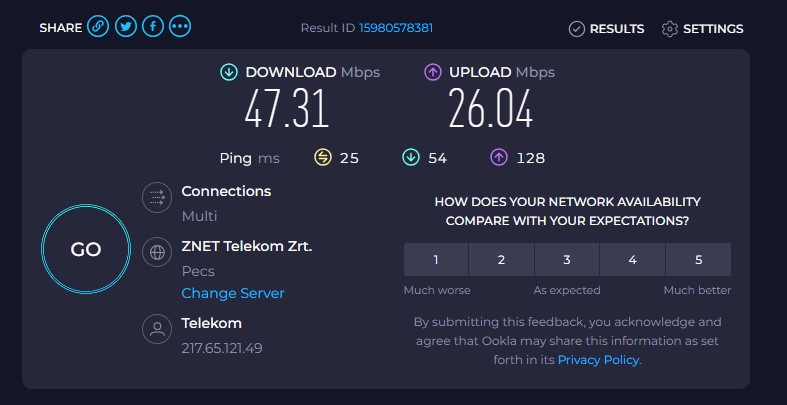 SHARE
Result ID 15980578381
RESULTS
SETTINGS
DOWNLOAD Mbps
UPLOAD Mbps
47.31
26.04
Ping ms 25 54 128
Connections
Multi
ZNET Telekom Zrt.
Pecs
Change Server
Telekom
217.65.121.49
GO
HOW DOES YOUR NETWORK AVAILABILITY
COMPARE WITH YOUR EXPECTATIONS?
1 2 3 4 5
Much worse As expected Much better
By submitting this feedback, you acknowledge and
agree that Ookla may share this information as set
forth in its Privacy Policy.